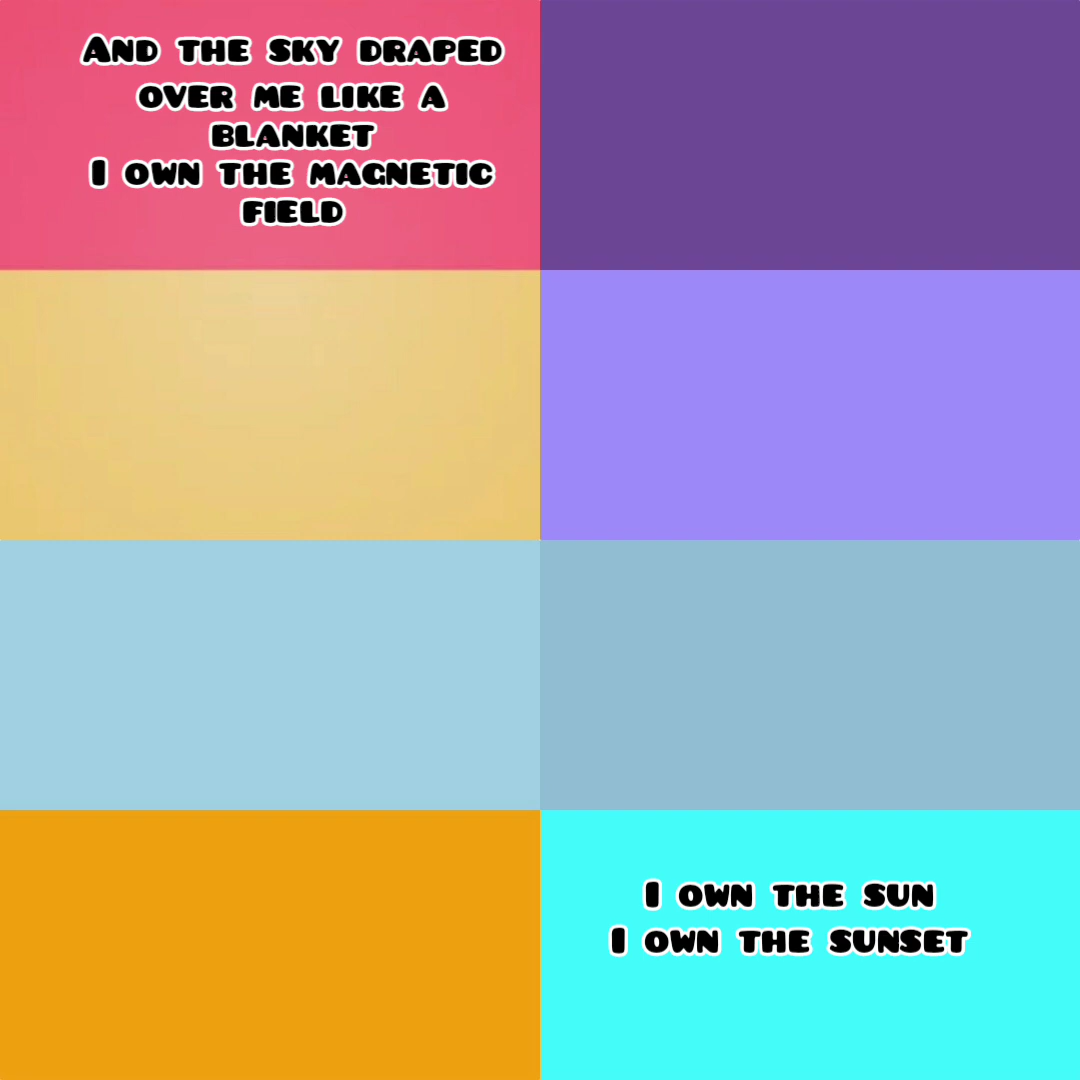 And the sky draped
over me like a
blanket
I own the magnetic
field
I own the sun
I own the sunset